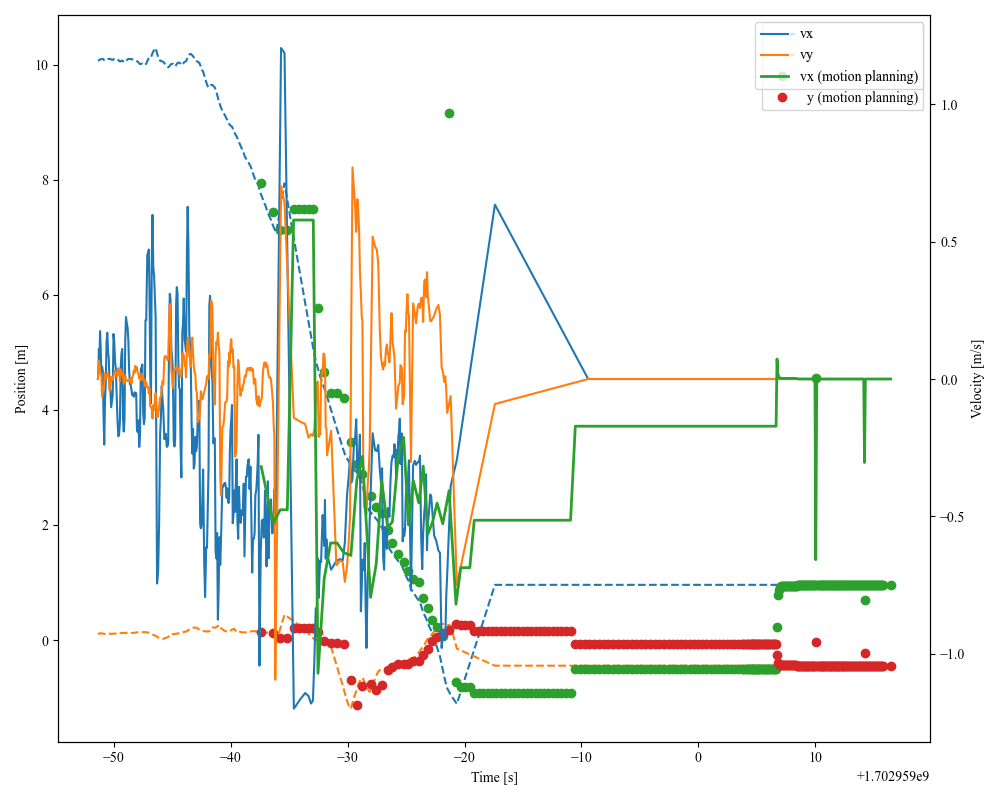 vx
vy
vx (motion planning)
y (motion planning)
10
8
6
4
2
0
Position [m]
1.0
0.5
0.0
−0.5
−1.0
Velocity [m/s]
−50
−40
−30
−20
−10
0
10
Time [s]
+1.702959e9